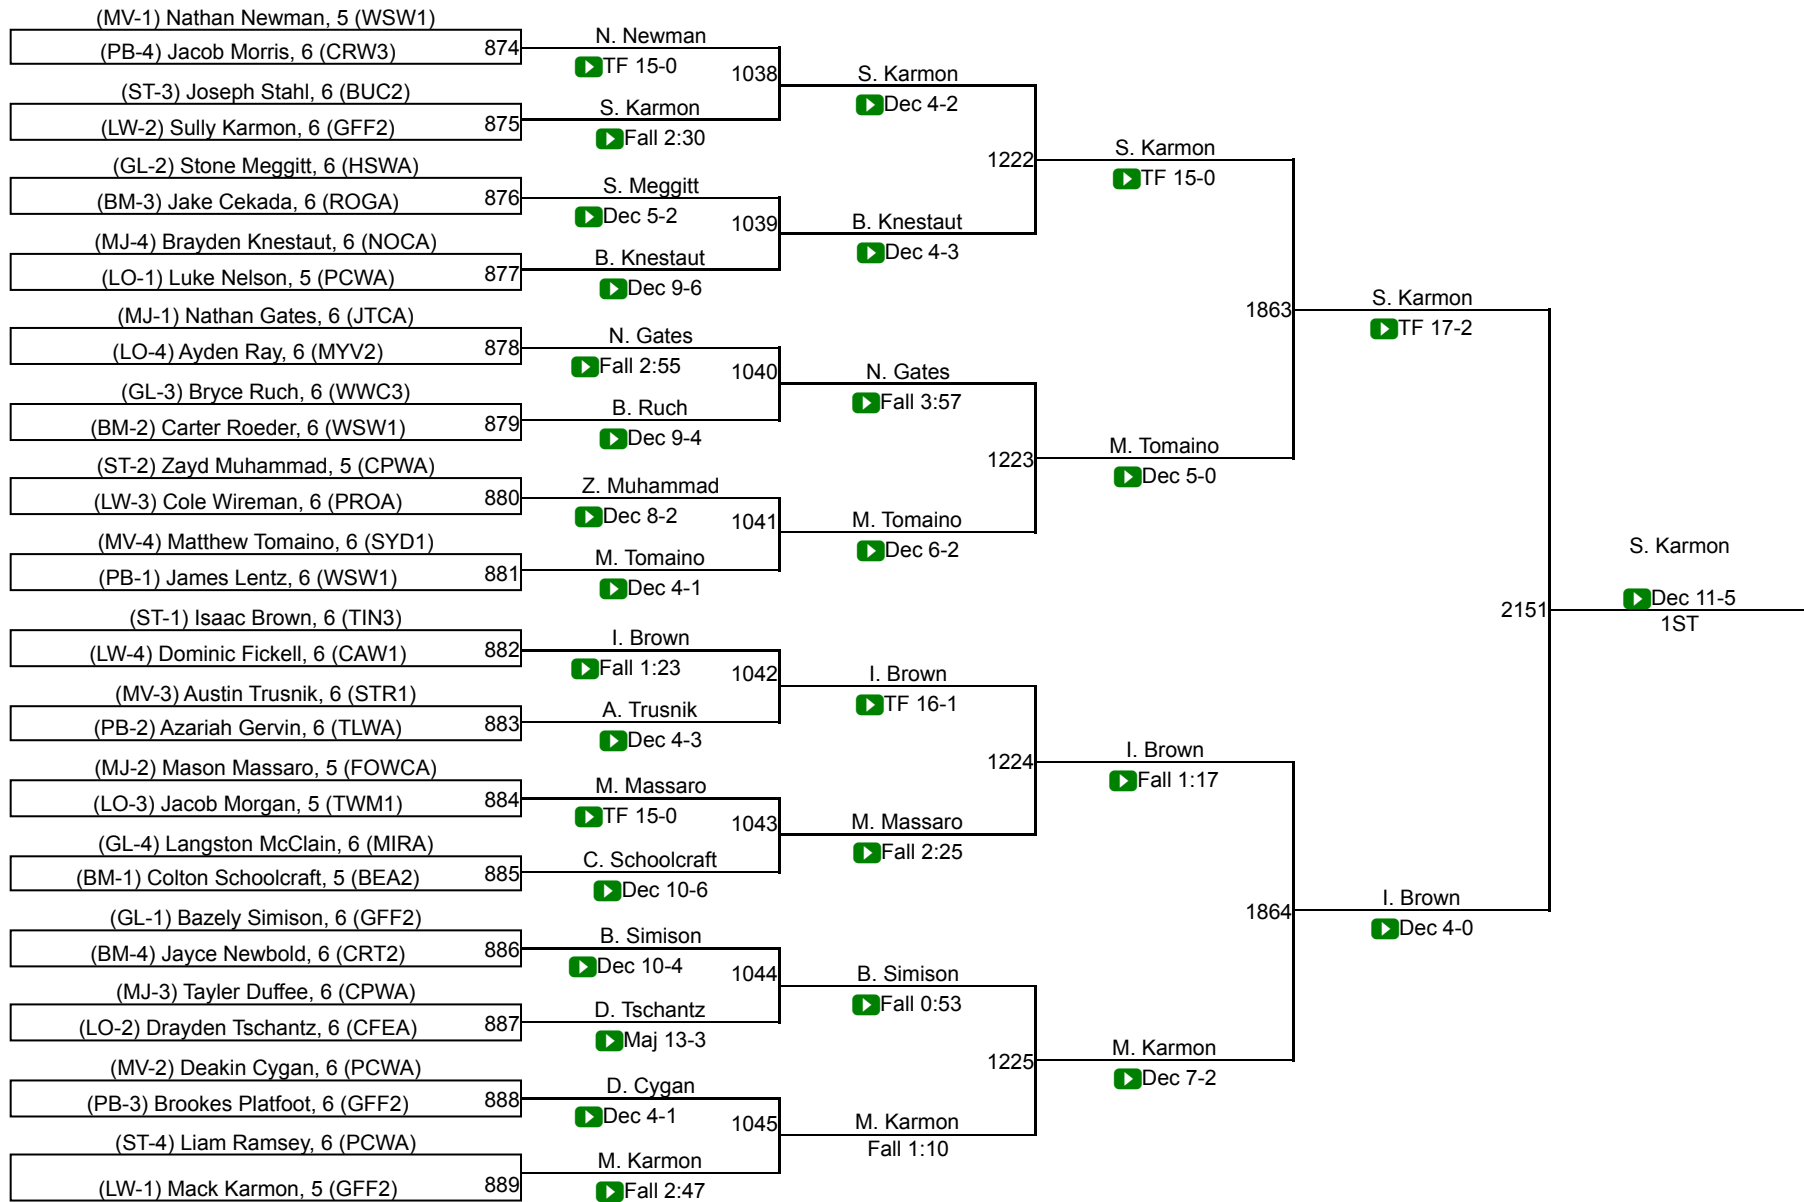 (MV-1) Nathan Newman, 5 (WSW1)
(PB-4) Jacob Morris, 6 (CRW3)
874
(ST-3) Joseph Stahl, 6 (BUC2)
(LW-2) Sully Karmon, 6 (GFF2)
875
(GL-2) Stone Meggitt, 6 (HSWA)
(BM-3) Jake Cekada, 6 (ROGA)
876
(MJ-4) Brayden Knestaut, 6 (NOCA)
(LO-1) Luke Nelson, 5 (PCWA)
877
(MJ-1) Nathan Gates, 6 (JTCA)
(LO-4) Ayden Ray, 6 (MYV2)
878
(GL-3) Bryce Ruch, 6 (WWC3)
(BM-2) Carter Roeder, 6 (WSW1)
879
(ST-2) Zayd Muhammad, 5 (CPWA)
(LW-3) Cole Wireman, 6 (PROA)
880
(MV-4) Matthew Tomaino, 6 (SYD1)
(PB-1) James Lentz, 6 (WSW1)
881
(ST-1) Isaac Brown, 6 (TIN3)
(LW-4) Dominic Fickell, 6 (CAW1)
882
(MV-3) Austin Trusnik, 6 (STR1)
(PB-2) Azariah Gervin, 6 (TLWA)
883
(MJ-2) Mason Massaro, 5 (FOWCA)
(LO-3) Jacob Morgan, 5 (TWM1)
884
(GL-4) Langston McClain, 6 (MIRA)
(BM-1) Colton Schoolcraft, 5 (BEA2)
885
(GL-1) Bazely Simison, 6 (GFF2)
(BM-4) Jayce Newbold, 6 (CRT2)
886
(MJ-3) Tayler Duffee, 6 (CPWA)
(LO-2) Drayden Tschantz, 6 (CFEA)
887
(MV-2) Deakin Cygan, 6 (PCWA)
(PB-3) Brookes Platfoot, 6 (GFF2)
888
(ST-4) Liam Ramsey, 6 (PCWA)
(LW-1) Mack Karmon, 5 (GFF2)
889
N. Newman
TF 15-0
1038
S. Karmon
Fall 2:30
S. Meggitt
Dec 5-2
1039
B. Knestaut
Dec 9-6
N. Gates
Fall 2:55
1040
B. Ruch
Dec 9-4
Z. Muhammad
Dec 8-2
1041
M. Tomaino
Dec 4-1
I. Brown
Fall 1:23
1042
A. Trusnik
Dec 4-3
M. Massaro
TF 15-0
1043
C. Schoolcraft
Dec 10-6
B. Simison
Dec 10-4
1044
D. Tschantz
Maj 13-3
D. Cygan
Dec 4-1
1045
M. Karmon
Fall 2:47
S. Karmon
Dec 4-2
1222
B. Knestaut
Dec 4-3
N. Gates
Fall 3:57
1223
M. Tomaino
Dec 6-2
I. Brown
TF 16-1
1224
M. Massaro
Fall 2:25
B. Simison
Fall 0:53
1225
M. Karmon
Fall 1:10
S. Karmon
TF 15-0
1863
M. Tomaino
Dec 5-0
I. Brown
Fall 1:17
1864
M. Karmon
Dec 7-2
S. Karmon
TF 17-2
2151
I. Brown
Dec 4-0
S. Karmon
Dec 11-5
1ST